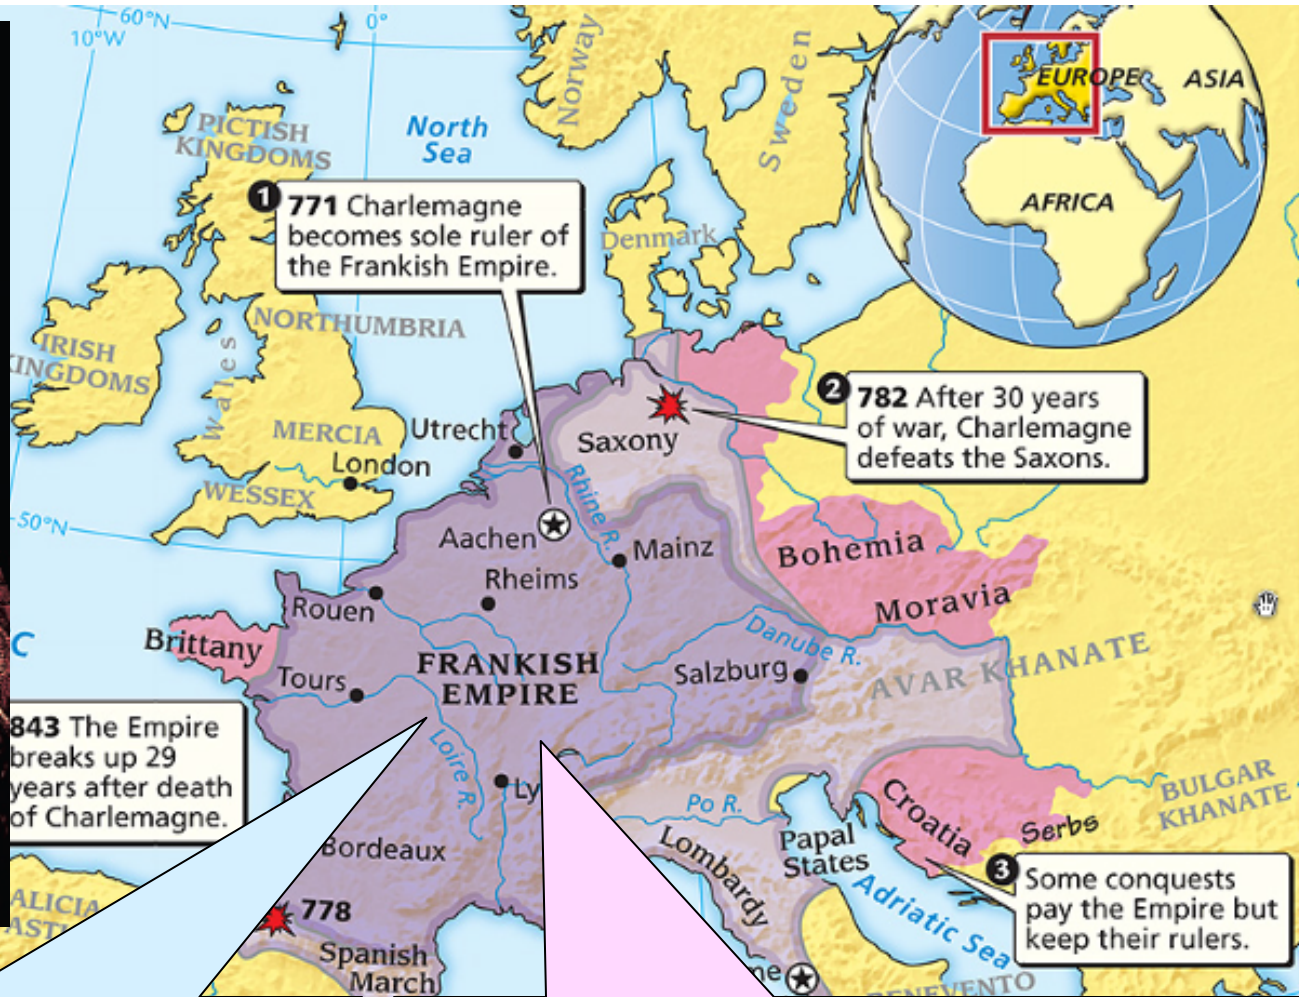 60°N
10°W
0°
Norway
Sweden
EUROPE
ASIA
AFRICA
PICTISH
KINGDOMS
North
Sea
1 771 Charlemagne
becomes sole ruler of
the Frankish Empire.
Denmark
NORTHUMBRIA
IRISH
KINGDOMS
Wales
MERCIA
London
WESSEX
50°N
Utrecht
Saxony
2 782 After 30 years
of war, Charlemagne
defeats the Saxons.
Rhine R.
Aachen
Mainz
Rheims
Rouen
Bohemia
Moravia
Brittany
C
Tours
FRANKISH
EMPIRE
Danube R.
Salzburg
AVAR KHANATE
843 The Empire
breaks up 29
years after death
of Charlemagne.
Loire R.
Ly
Po R.
BULGAR
KHANATE
Croatia
Serbs
Bordeaux
Lombardy
Papal
States
Adriatic Sea
3 Some conquests
pay the Empire but
keep their rulers.
ALICIA
AST
778
Spanish
March
me
BENEVENTO